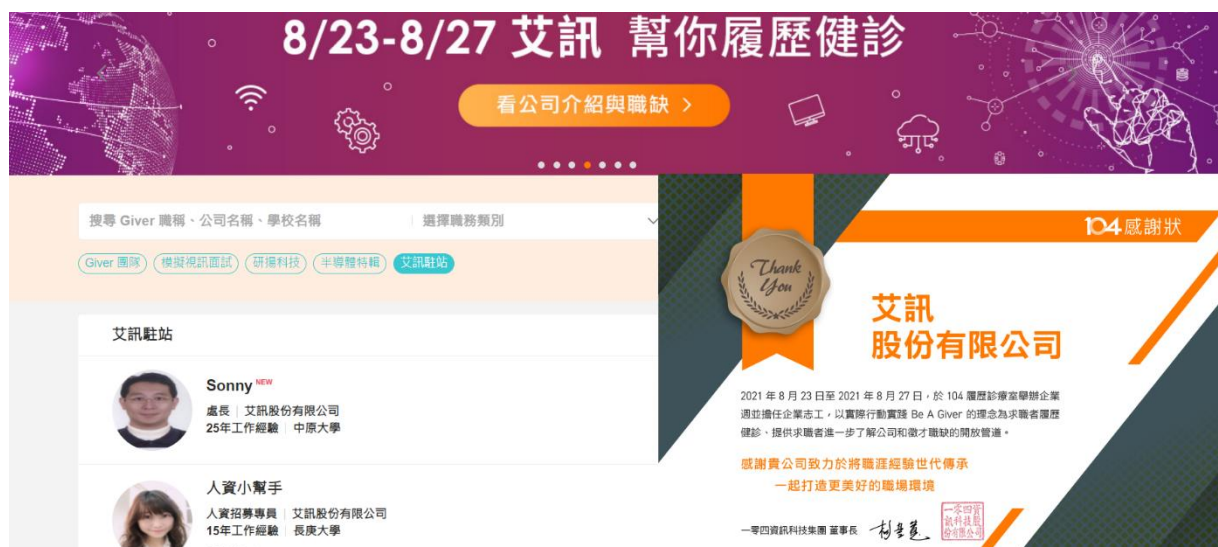 8/23-8/27 艾訊 幫你履歷健診
看公司介紹與職缺 >
搜尋 Giver 職稱、公司名稱、學校名稱
選擇職務類別
Giver 團隊
模擬視訊面試
研揚科技
半導體特輯
艾訊駐站
艾訊駐站
Sonny NEW
處長 | 艾訊股份有限公司
25年工作經驗 | 中原大學
人資小幫手
人資招募專員 | 艾訊股份有限公司
15年工作經驗 | 長庚大學
104 感謝狀
Thank
You
艾訊
股份有限公司
2021 年 8 月 23 日至 2021 年 8 月 27 日,於 104 履歷診療室舉辦企業
週並擔任企業志工,以實際行動實踐 Be A Giver 的理念為求職者履歷
健診、提供求職者進一步了解公司和徵才職缺的開放管道。
感謝貴公司致力於將職涯經驗世代傳承
一起打造更美好的職場環境
一零四資訊科技集團 董事長